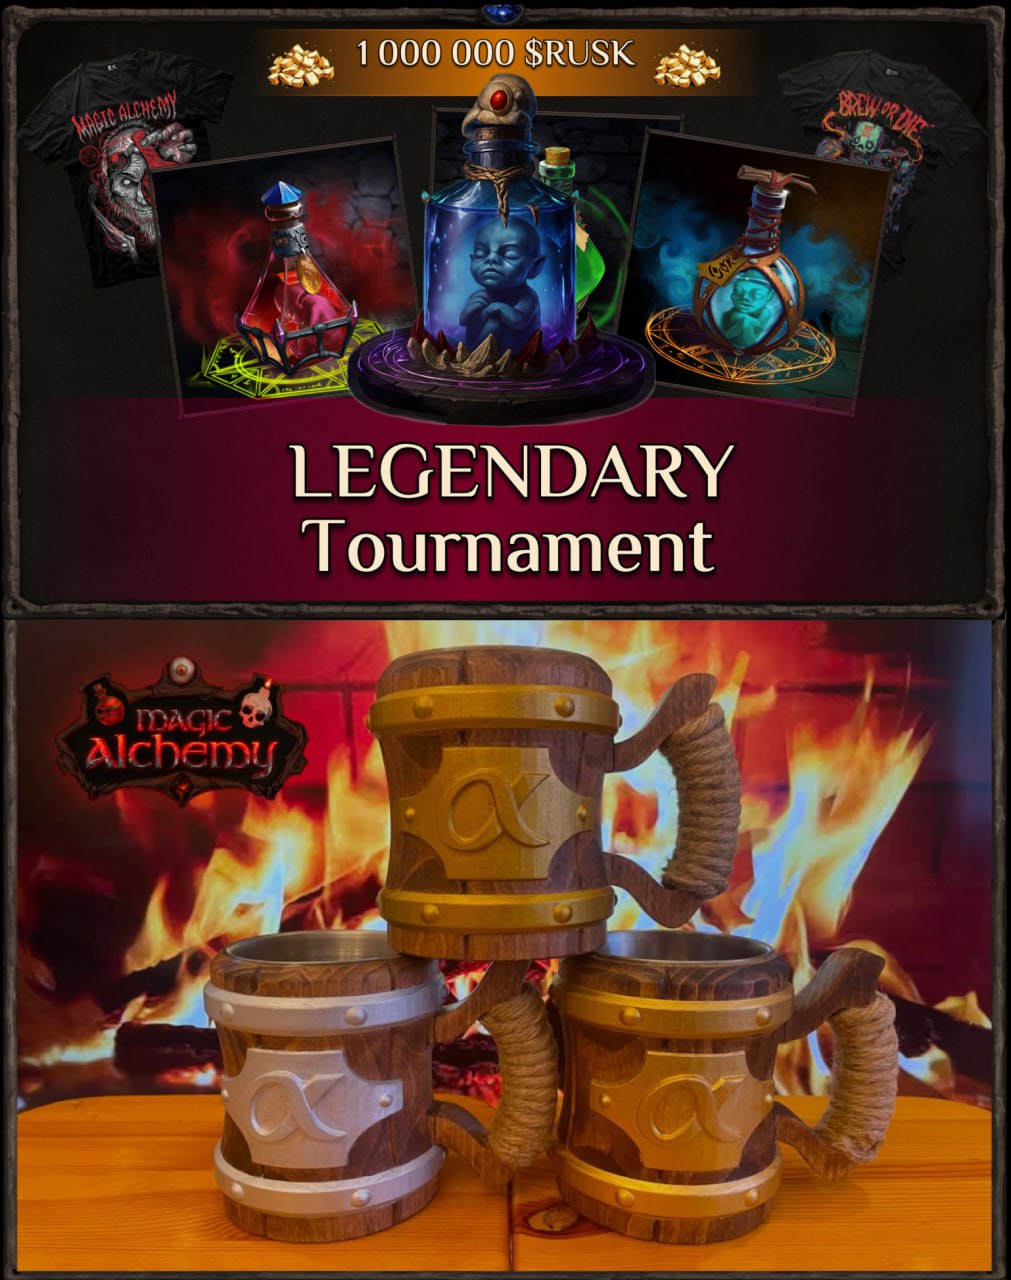 1 000 000 $RUSK
MAGIC ALCHEMY
BREW OR DIE
LEGENDARY
Tournament
MAGIC
Alchemy
α
α
α